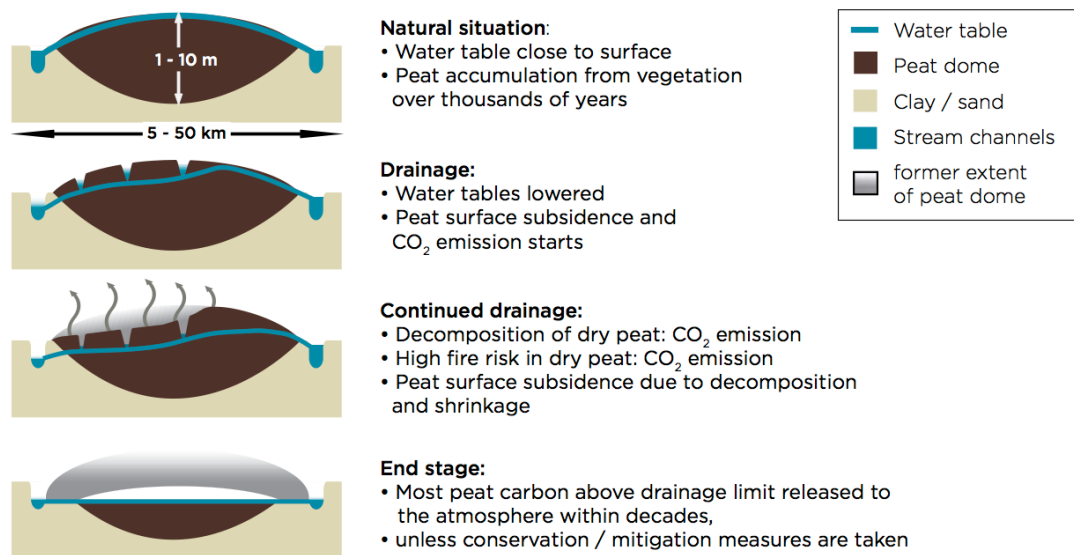 1 - 10 m
5 - 50 km
Natural situation:
• Water table close to surface
• Peat accumulation from vegetation
over thousands of years
Drainage:
• Water tables lowered
• Peat surface subsidence and
CO₂ emission starts
Continued drainage:
• Decomposition of dry peat: CO₂ emission
• High fire risk in dry peat: CO₂ emission
• Peat surface subsidence due to decomposition
and shrinkage
End stage:
• Most peat carbon above drainage limit released to
the atmosphere within decades,
• unless conservation / mitigation measures are taken
Water table
Peat dome
Clay / sand
Stream channels
former extent
of peat dome